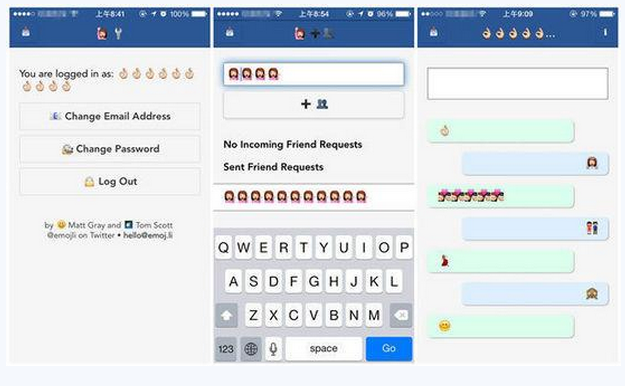 上午8:41
100%
You are logged in as: 👌🏻👌🏻👌🏻👌🏻👌🏻👌🏻
👌🏻👌🏻👌🏻👌🏻
📧 Change Email Address
🔐 Change Password
🔒 Log Out
by 😀 Matt Gray and Tom Scott
@emojli on Twitter • hello@emoj.li
上午8:54
96%
➕👥
No Incoming Friend Requests
Sent Friend Requests
Q W E R T Y U I O P
A S D F G H J K L
Z X C V B N M
123 space Go
上午9:09
97%
👌🏻👌🏻👌🏻👌🏻👌🏻...